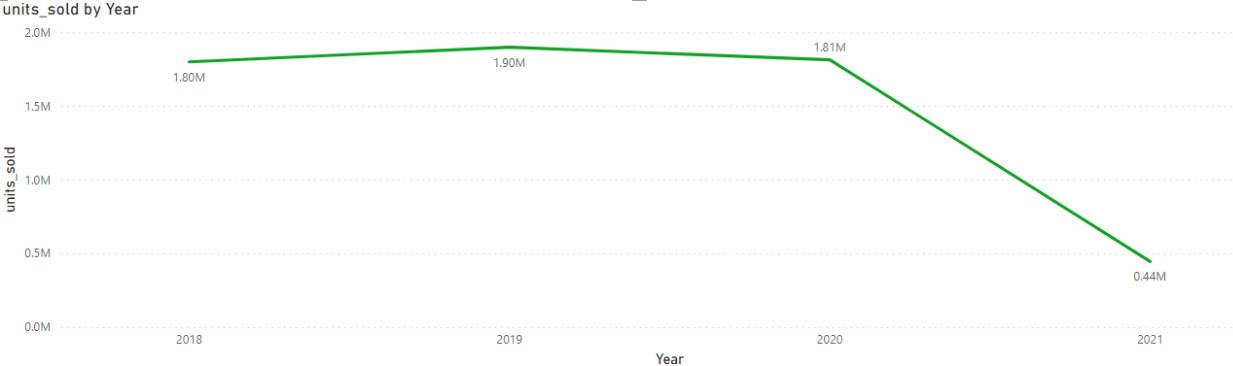 units_sold by Year
2.0M
1.5M
1.0M
0.5M
0.0M
units_sold
1.80M
1.90M
1.81M
0.44M
2018
2019
2020
2021
Year